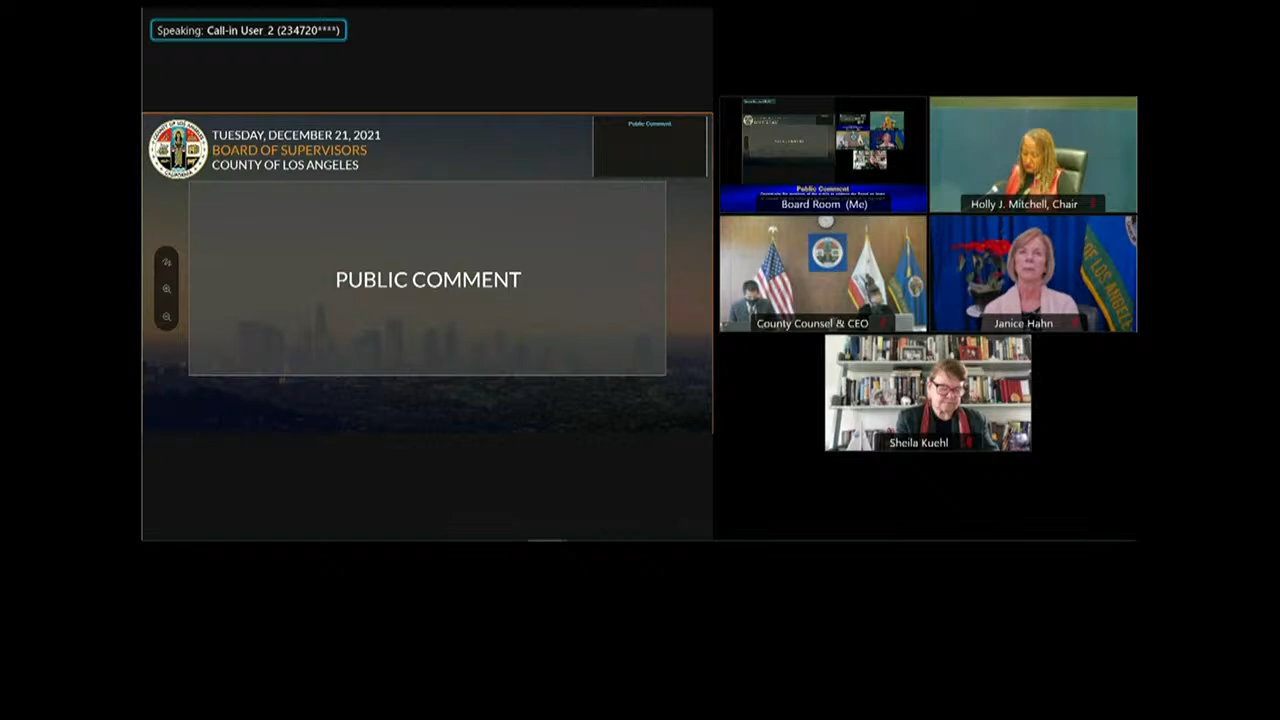 Speaking: Call-in User 2 (234720****)
TUESDAY, DECEMBER 21, 2021
BOARD OF SUPERVISORS
COUNTY OF LOS ANGELES
Public Comment
PUBLIC COMMENT
Public Comment
Board Room (Me)
Holly J. Mitchell, Chair
County Counsel & CEO
Janice Hahn
Sheila Kuehl